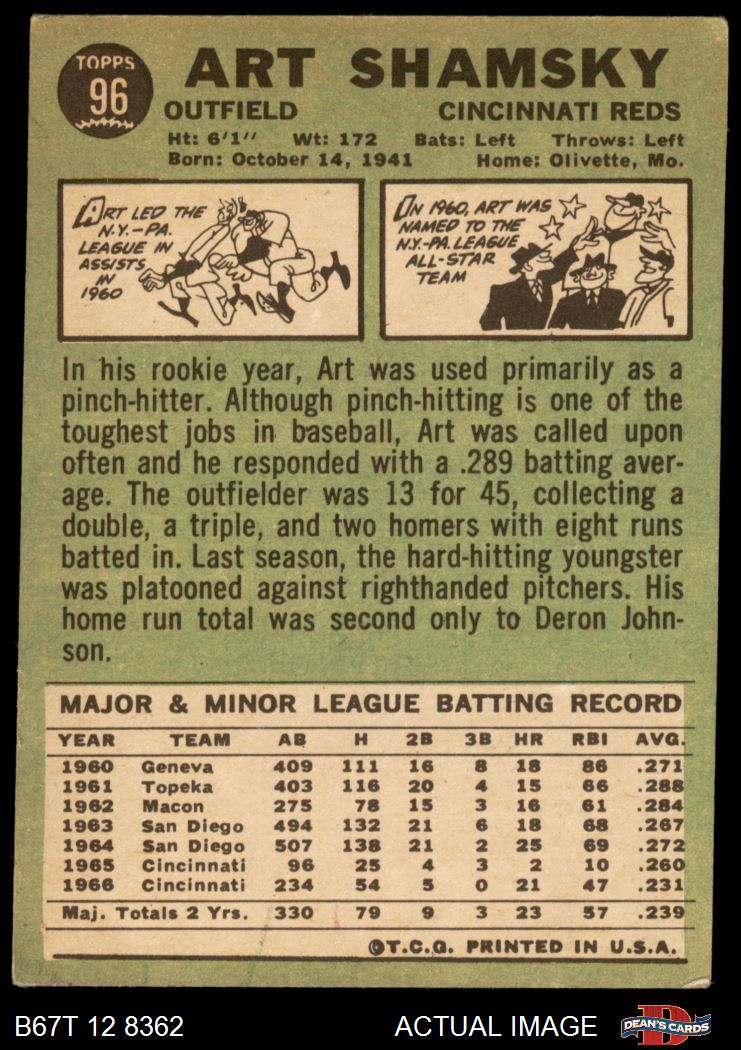 TOPPS
96
ART SHAMSKY
OUTFIELD CINCINNATI REDS
Ht: 6'1" Wt: 172 Bats: Left Throws: Left
Born: October 14, 1941 Home: Olivette, Mo.
ART LED THE
N.Y.-PA.
LEAGUE IN
ASSISTS
IN
1960
IN 1960, ART WAS
NAMED TO THE
N.Y.-PA. LEAGUE
ALL-STAR
TEAM
In his rookie year, Art was used primarily as a
pinch-hitter. Although pinch-hitting is one of the
toughest jobs in baseball, Art was called upon
often and he responded with a .289 batting aver-
age. The outfielder was 13 for 45, collecting a
double, a triple, and two homers with eight runs
batted in. Last season, the hard-hitting youngster
was platooned against righthanded pitchers. His
home run total was second only to Deron John-
son.
MAJOR & MINOR LEAGUE BATTING RECORD
YEAR TEAM AB H 2B 3B HR RBI AVG.
1960 Geneva 409 111 16 8 18 86 .271
1961 Topeka 403 116 20 4 15 66 .288
1962 Macon 275 78 15 3 16 61 .284
1963 San Diego 494 132 21 6 18 68 .267
1964 San Diego 507 138 21 2 25 69 .272
1965 Cincinnati 96 25 4 3 2 10 .260
1966 Cincinnati 234 54 5 0 21 47 .231
Maj. Totals 2 Yrs. 330 79 9 3 23 57 .239
©T.C.G. PRINTED IN U.S.A.
B67T 12 8362 ACTUAL IMAGE
D
DEAN'S CARDS